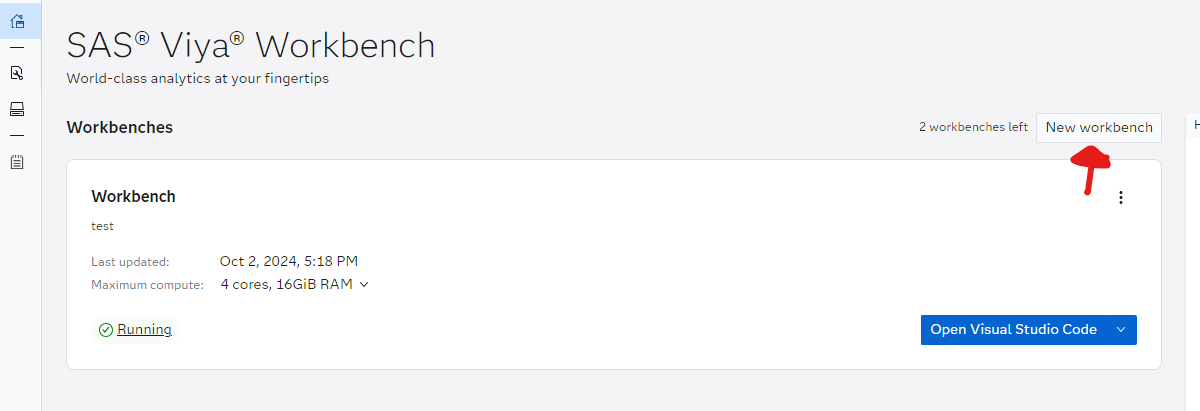 SAS® Viya® Workbench
World-class analytics at your fingertips
Workbenches
2 workbenches left
New workbench
H
Workbench
test
Last updated: Oct 2, 2024, 5:18 PM
Maximum compute: 4 cores, 16GiB RAM
Running
Open Visual Studio Code